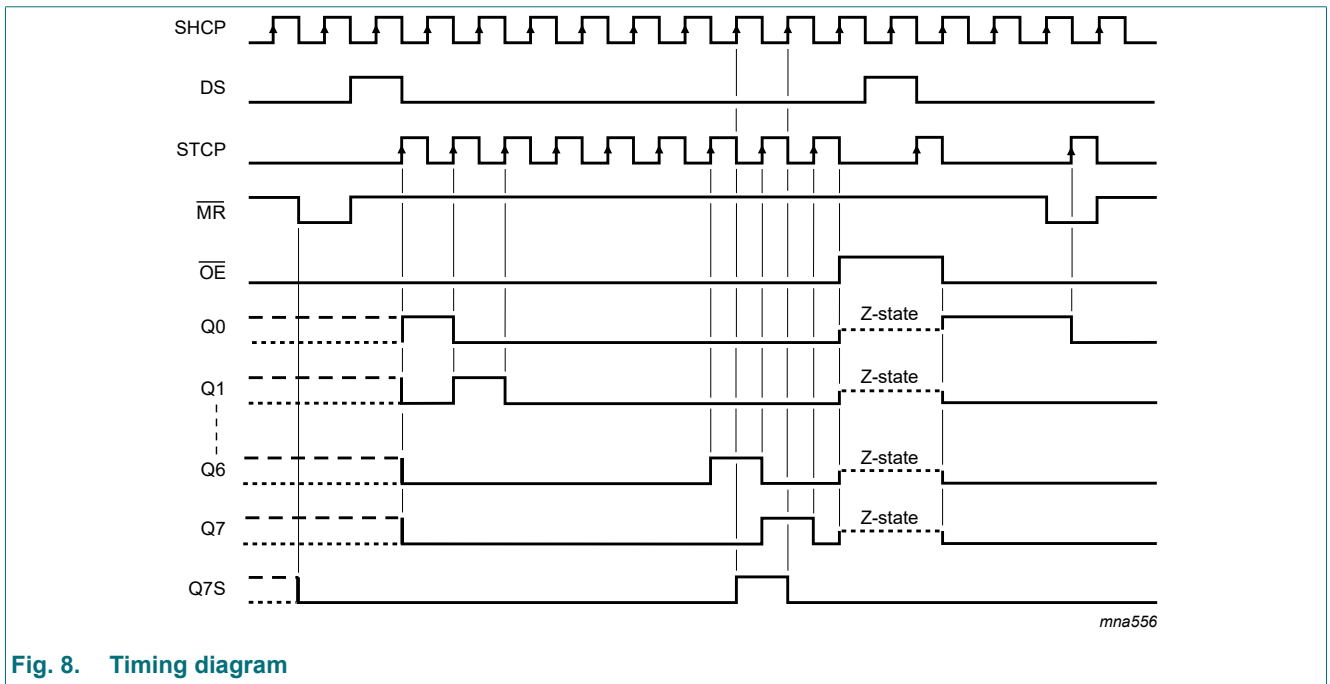 SHCP
DS
STCP
MR
OE
Q0 Z-state
Q1 Z-state
Q6 Z-state
Q7 Z-state
Q7S
mna556
Fig. 8. Timing diagram